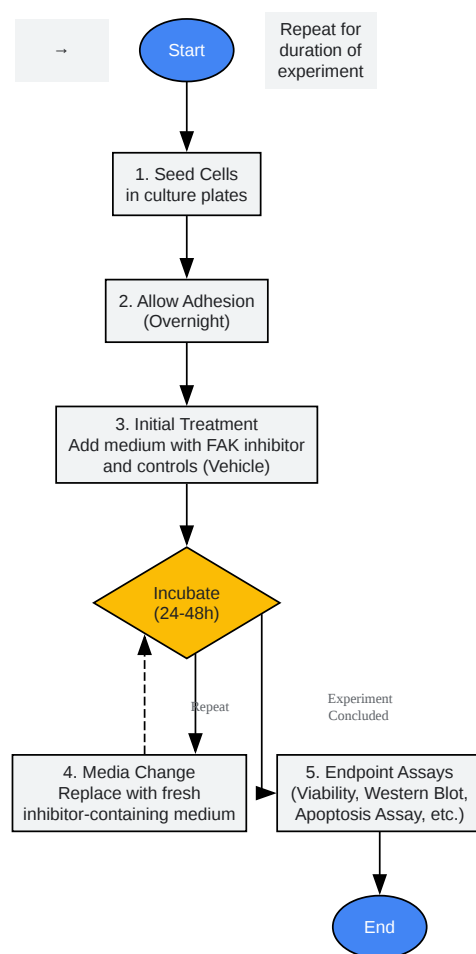 →
Start
Repeat for
duration of
experiment
1. Seed Cells
in culture plates
2. Allow Adhesion
(Overnight)
3. Initial Treatment
Add medium with FAK inhibitor
and controls (Vehicle)
Incubate
(24-48h)
Repeat
Experiment
Concluded
4. Media Change
Replace with fresh
inhibitor-containing medium
5. Endpoint Assays
(Viability, Western Blot,
Apoptosis Assay, etc.)
End